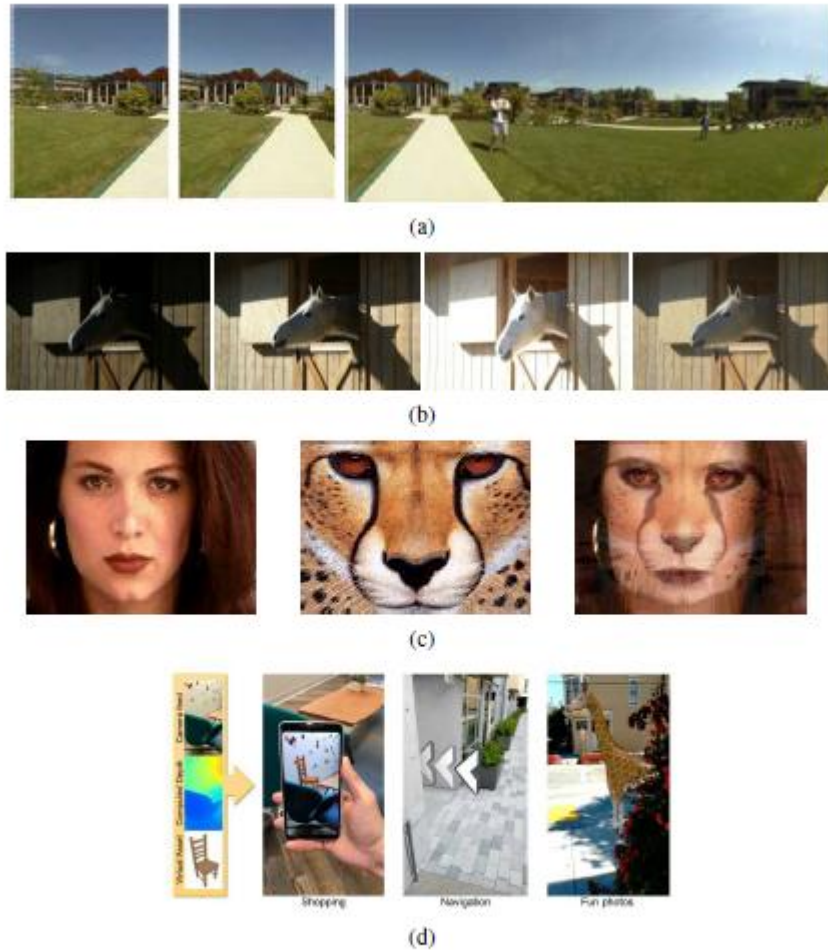 (a)
(b)
(c)
Camera Feed
Computed Depth
Virtual Asset
Shopping
Navigation
Fun photos
(d)